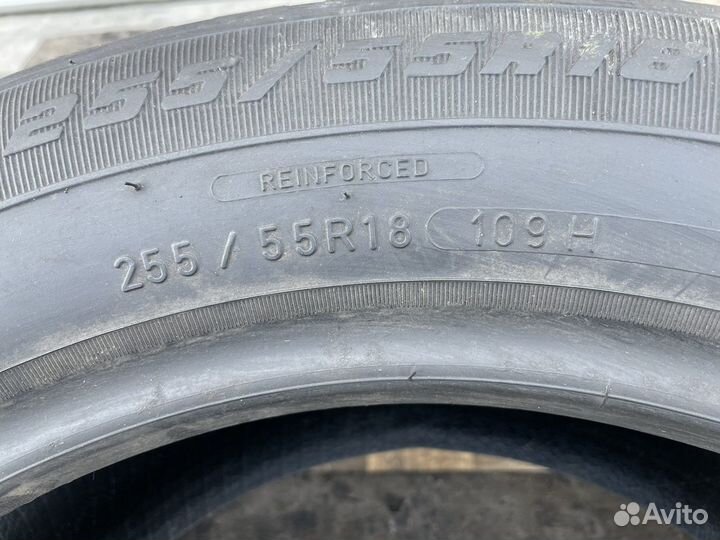 255/55R18
REINFORCED
255 / 55R18 109 H
Avito